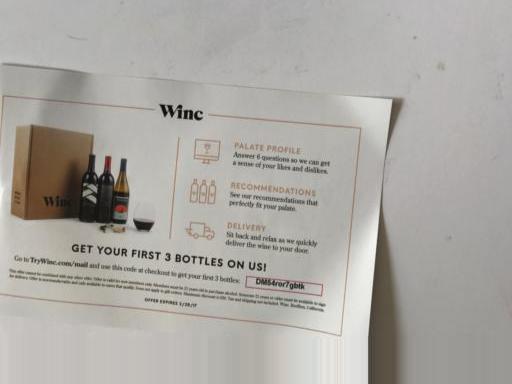 Winc
PALATE PROFILE
Answer 6 questions so we can get
a sense of your likes and dislikes.
RECOMMENDATIONS
See our recommendations that
perfectly fit your palate.
DELIVERY
Sit back and relax as we quickly
deliver the wine to your door.
Winc
GET YOUR FIRST 3 BOTTLES ON US!
Go to TryWinc.com/mail and use this code at checkout to get your first 3 bottles:
DM54ror7gbtk
OFFER EXPIRES